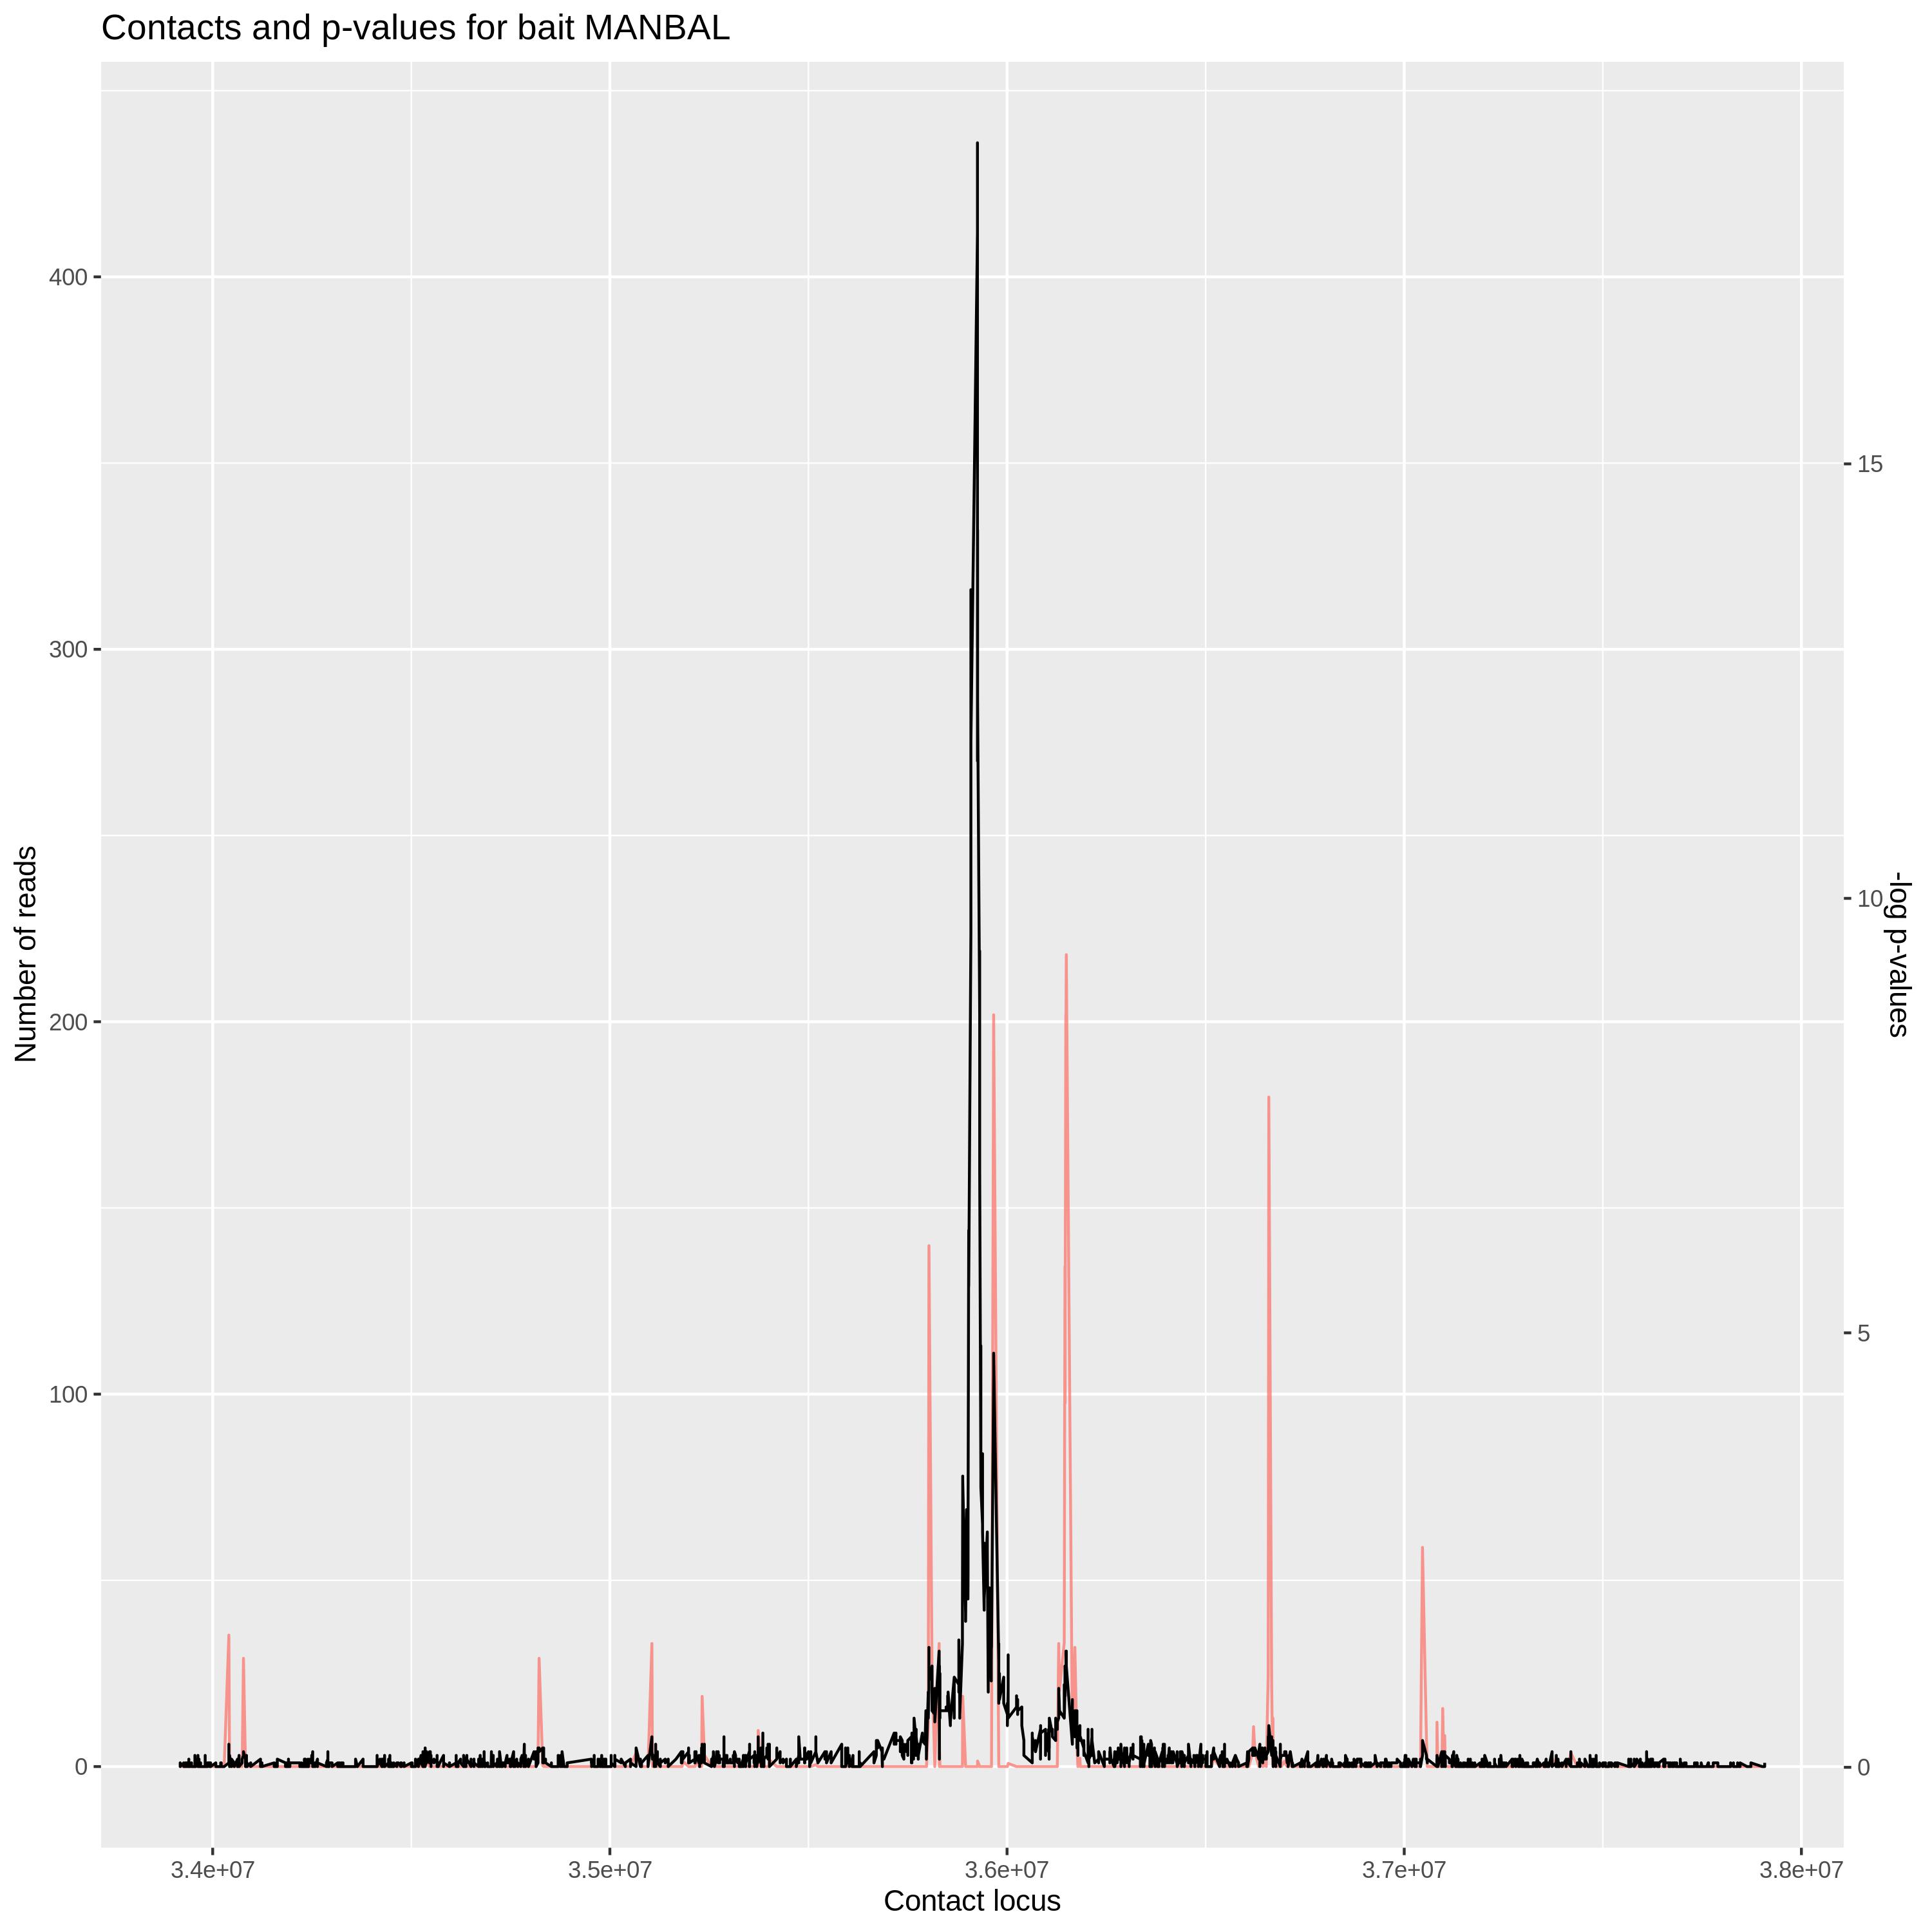 Contacts and p-values for bait MANBAL
Number of reads
400
300
200
100
0
15
10
5
0
-log p-values
3.4e+07
3.5e+07
3.6e+07
3.7e+07
3.8e+07
Contact locus